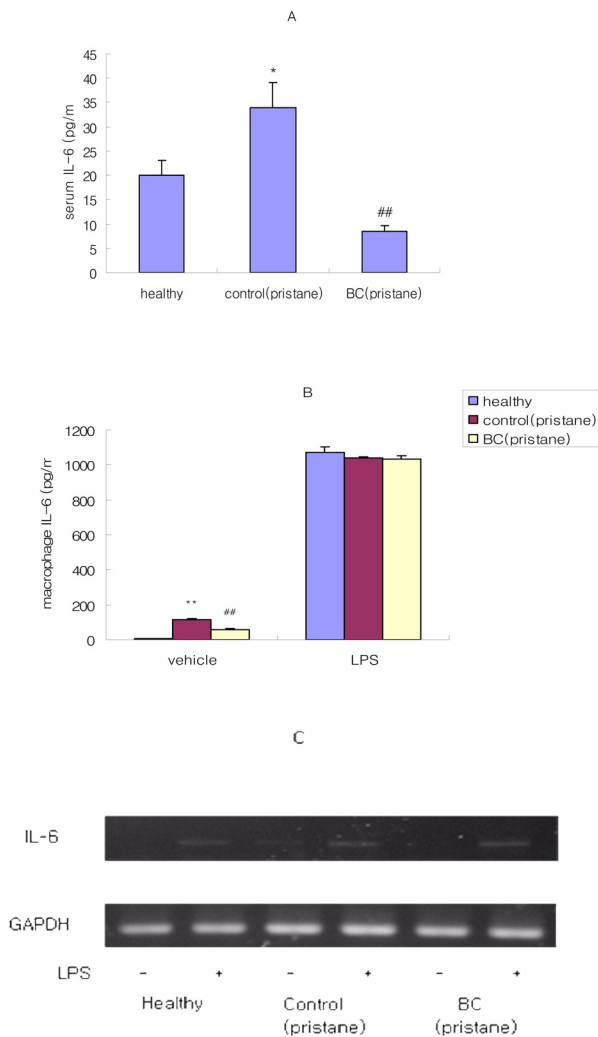 A
serum IL-6 (pg/m
45
40
35
30
25
20
15
10
5
0
*
##
healthy
control(pristane)
BC(pristane)
B
healthy
control(pristane)
BC(pristane)
macrophage IL-6 (pg/m
1200
1000
800
600
400
200
0
**
##
vehicle
LPS
C
IL-6
GAPDH
LPS - + - + - +
Healthy
Control
(pristane)
BC
(pristane)